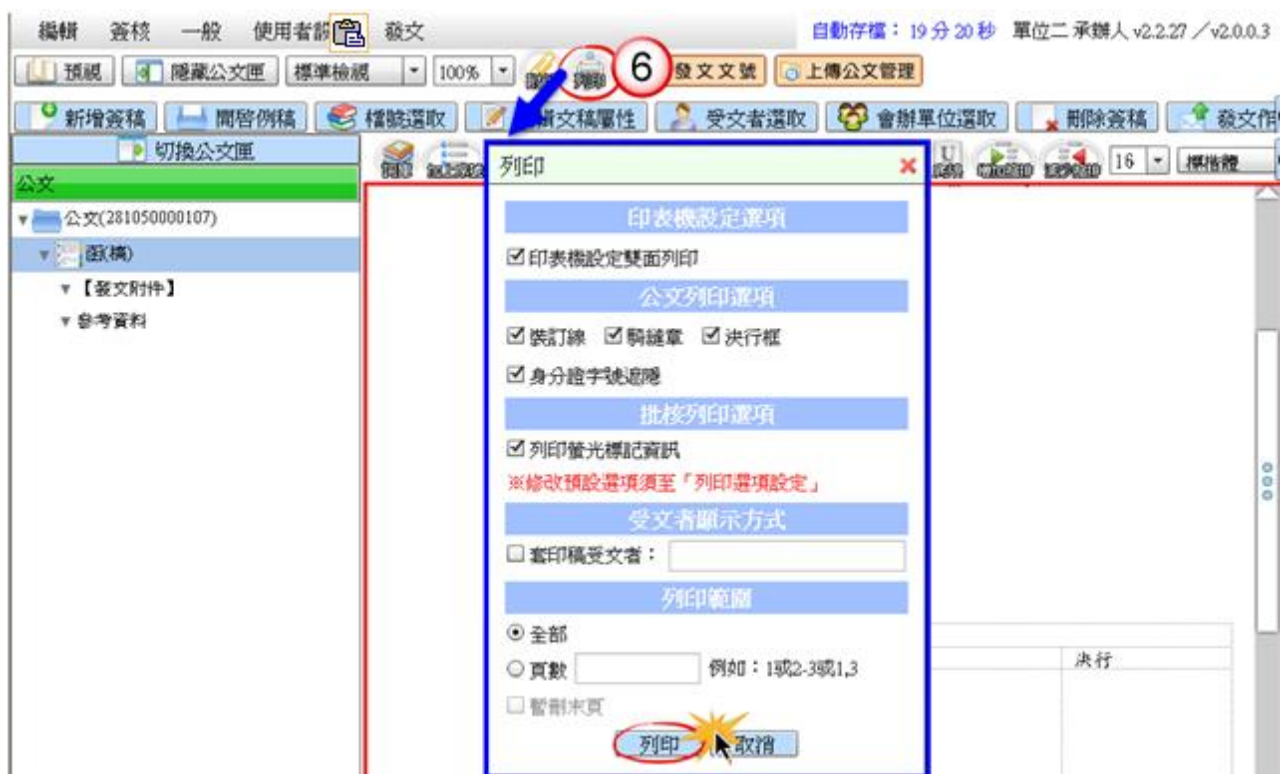 編輯 簽核 一般 使用者 發文 自動存檔：19分20秒 單位二 承辦人 v2.2.27／v2.0.0.3
預視 隱藏公文匣 標準檢視 100% 列印 6 發文文號 上傳公文管理
新增簽稿 開啓例稿 檔號選取 文稿屬性 受文者選取 會辦單位選取 刪除簽稿 發文作
切換公文匣
16 標楷體
公文
公文(281050000107)
函(稿)
【發文附件】
參考資料
列印
印表機設定選項
印表機設定雙面列印
公文列印選項
裝訂線 騎縫章 決行框
身分證字號遮隱
批核列印選項
列印螢光標記資訊
※修改預設選項須至「列印選項設定」
受文者顯示方式
套印稿受文者：
列印範圍
全部
頁數 例如：1或2-3或1,3
暫刪末頁
列印 取消
決行